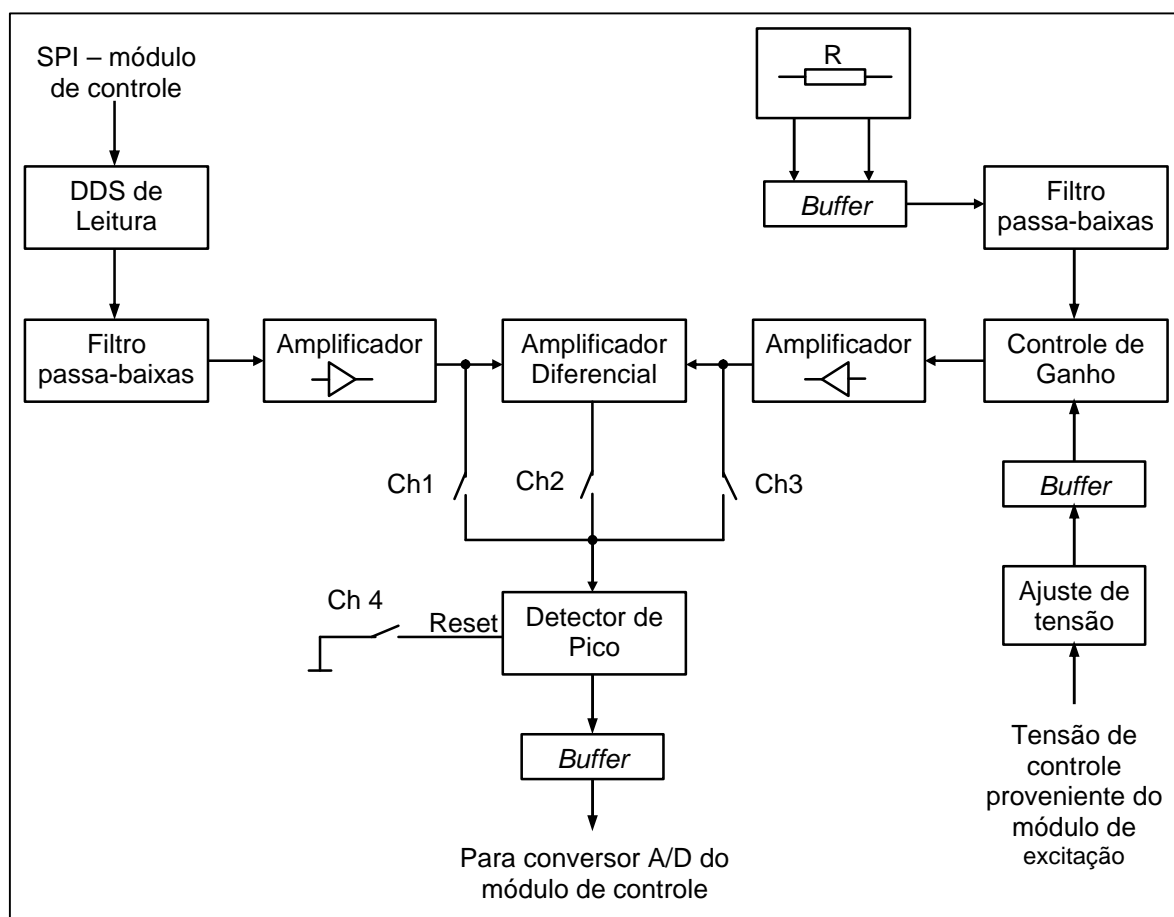 SPI – módulo
de controle
R
DDS de
Leitura
Buffer
Filtro
passa-baixas
Filtro
passa-baixas
Amplificador
Amplificador
Diferencial
Amplificador
Controle de
Ganho
Ch1
Ch2
Ch3
Buffer
Ch 4
Reset
Detector de
Pico
Ajuste de
tensão
Buffer
Tensão de
controle
proveniente do
módulo de
excitação
Para conversor A/D do
módulo de controle